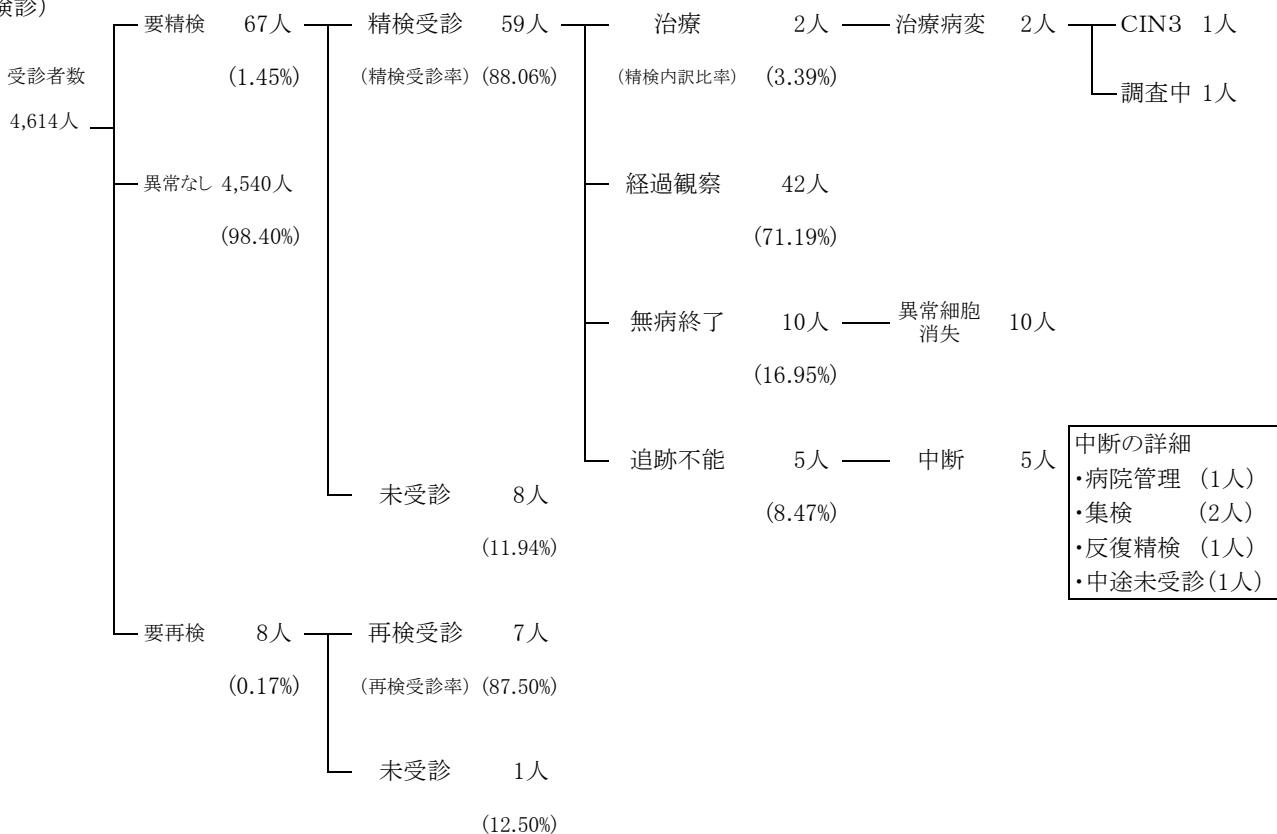 検診）
要精検 67人 精検受診 59人 治療 2人 治療病変 2人 CIN3 1人
受診者数 (1.45%) (精検受診率) (88.06%) (精検内訳比率) (3.39%)
調査中 1人
4,614人
異常なし 4,540人 経過観察 42人
(98.40%) (71.19%)
無病終了 10人 異常細胞消失 10人
(16.95%)
追跡不能 5人 中断 5人
中断の詳細
・病院管理 (1人)
・集検 (2人)
・反復精検 (1人)
・中途未受診(1人)
未受診 8人 (8.47%)
(11.94%)
要再検 8人 再検受診 7人
(0.17%) (再検受診率) (87.50%)
未受診 1人
(12.50%)